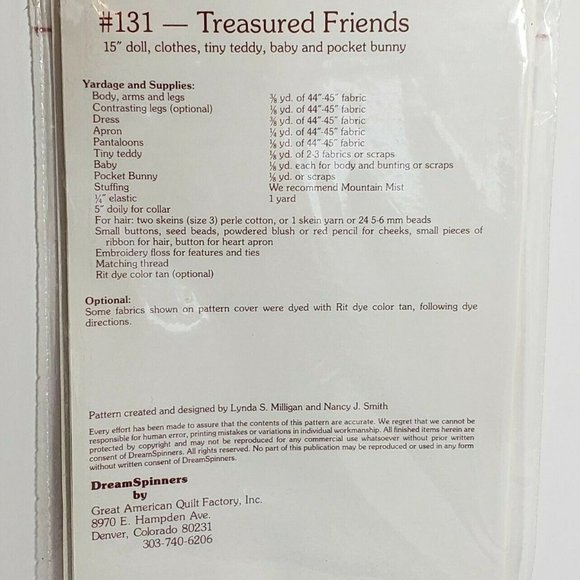 #131 — Treasured Friends
15" doll, clothes, tiny teddy, baby and pocket bunny
Yardage and Supplies:
Body, arms and legs ⅜ yd. of 44"-45" fabric
Contrasting legs (optional) ⅛ yd. of 44"-45" fabric
Dress ⅜ yd. of 44"-45" fabric
Apron ¼ yd. of 44"-45" fabric
Pantaloons ⅜ yd. of 44"-45" fabric
Tiny teddy ⅛ yd. of 2-3 fabrics or scraps
Baby ⅛ yd. each for body and bunting or scraps
Pocket Bunny ⅛ yd. or scraps
Stuffing We recommend Mountain Mist
¼" elastic 1 yard
5" doily for collar
For hair: two skeins (size 3) perle cotton, or 1 skein yarn or 24 5-6 mm beads
Small buttons, seed beads, powdered blush or red pencil for cheeks, small pieces of
ribbon for hair, button for heart apron
Embroidery floss for features and ties
Matching thread
Rit dye color tan (optional)
Optional:
Some fabrics shown on pattern cover were dyed with Rit dye color tan, following dye
directions.
Pattern created and designed by Lynda S. Milligan and Nancy J. Smith
Every effort has been made to assure that the contents of this pattern are accurate. We regret that we cannot be
responsible for human error, printing mistakes or variations in individual workmanship. All finished items herein are
protected by copyright and may not be reproduced for any commercial use whatsoever without prior written
consent of DreamSpinners. All rights reserved. No part of this publication may be reproduced or used in any form
without written consent of DreamSpinners.
DreamSpinners
by
Great American Quilt Factory, Inc.
8970 E. Hampden Ave.
Denver, Colorado 80231
303-740-6206